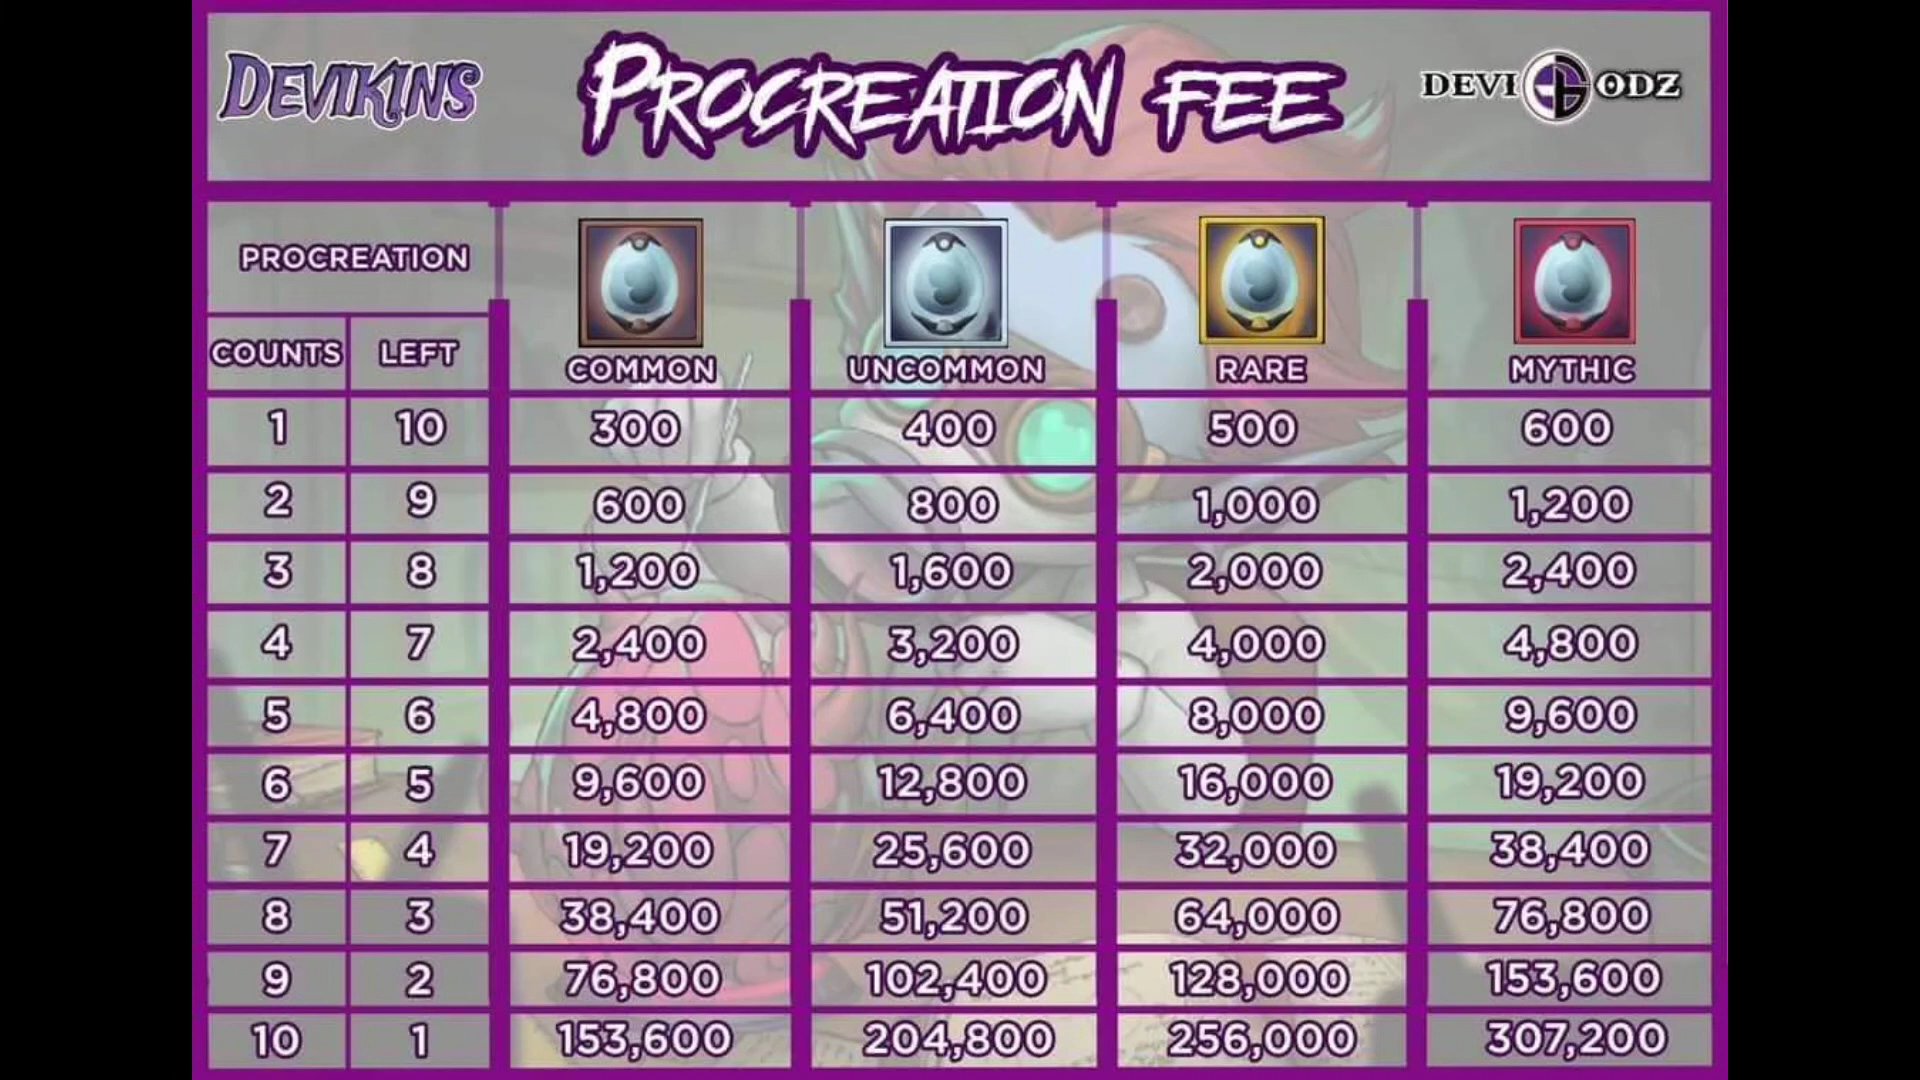 DEVIKINS
PROCREATION FEE
DEVI GODZ
PROCREATION
COUNTS LEFT COMMON UNCOMMON RARE MYTHIC
1 10 300 400 500 600
2 9 600 800 1,000 1,200
3 8 1,200 1,600 2,000 2,400
4 7 2,400 3,200 4,000 4,800
5 6 4,800 6,400 8,000 9,600
6 5 9,600 12,800 16,000 19,200
7 4 19,200 25,600 32,000 38,400
8 3 38,400 51,200 64,000 76,800
9 2 76,800 102,400 128,000 153,600
10 1 153,600 204,800 256,000 307,200